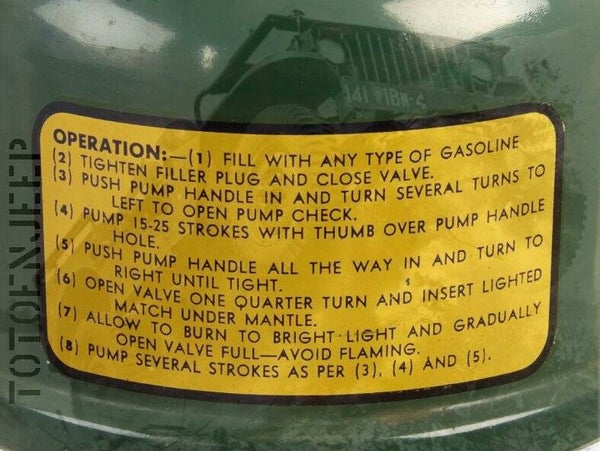 OPERATION:—(1) FILL WITH ANY TYPE OF GASOLINE
(2) TIGHTEN FILLER PLUG AND CLOSE VALVE.
(3) PUSH PUMP HANDLE IN AND TURN SEVERAL TURNS TO
LEFT TO OPEN PUMP CHECK.
(4) PUMP 15-25 STROKES WITH THUMB OVER PUMP HANDLE
HOLE.
(5) PUSH PUMP HANDLE ALL THE WAY IN AND TURN TO
RIGHT UNTIL TIGHT.
(6) OPEN VALVE ONE QUARTER TURN AND INSERT LIGHTED
MATCH UNDER MANTLE.
(7) ALLOW TO BURN TO BRIGHT LIGHT AND GRADUALLY
OPEN VALVE FULL—AVOID FLAMING.
(8) PUMP SEVERAL STROKES AS PER (3), (4) AND (5).
TOTOENJEEP